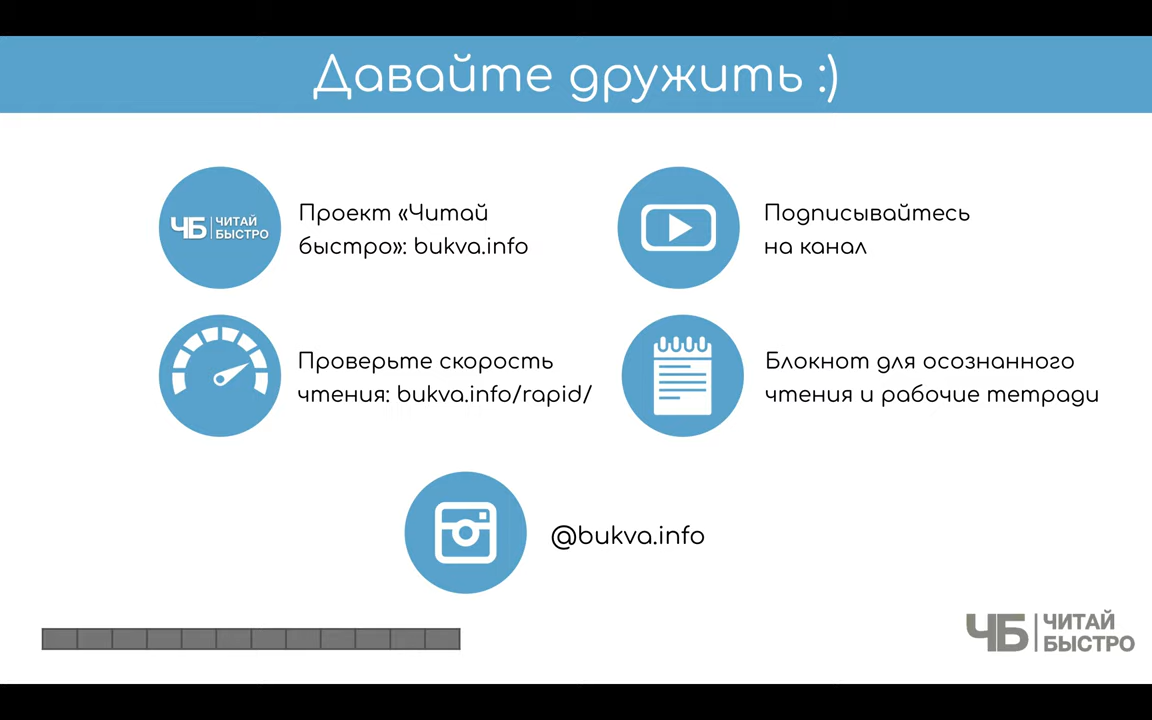 Давайте дружить :)
ЧБ ЧИТАЙ
БЫСТРО
Проект «Читай
быстро»: bukva.info
Подписывайтесь
на канал
Проверьте скорость
чтения: bukva.info/rapid/
Блокнот для осознанного
чтения и рабочие тетради
@bukva.info
ЧБ ЧИТАЙ
БЫСТРО